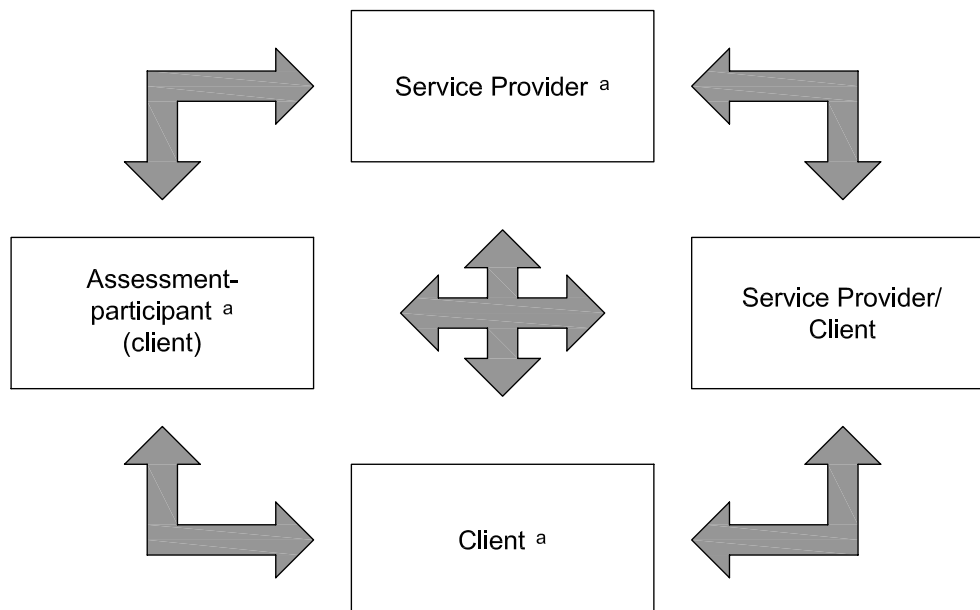 Service Provider a
Assessment-
participant a
(client)
Service Provider/
Client
Client a